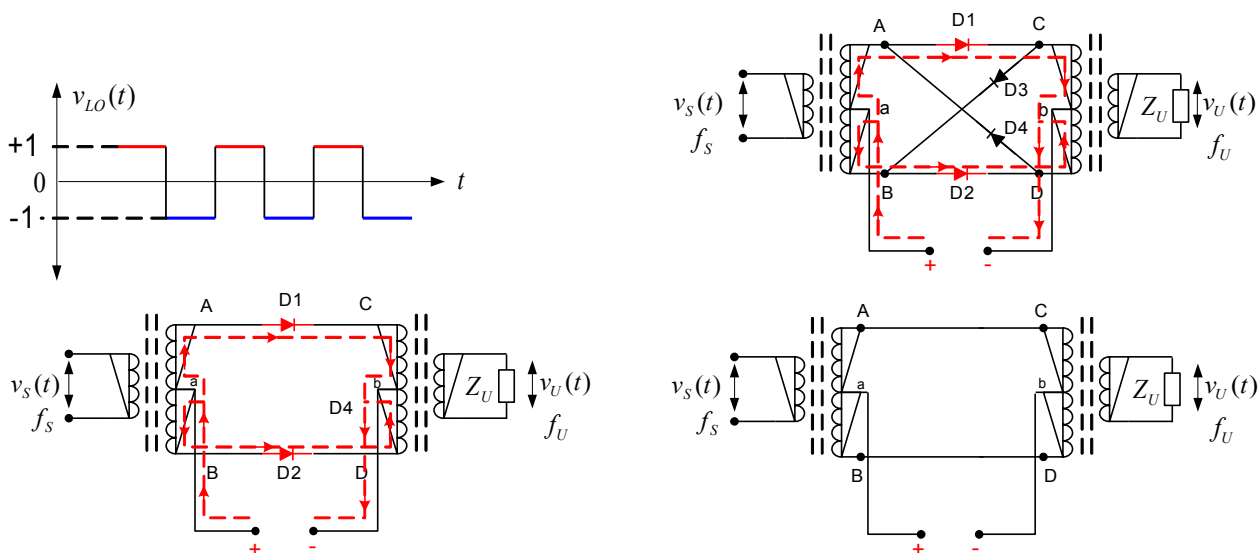 v_LO(t)
+1
0
-1
t
A
D1
C
v_S(t)
f_S
a
D3
b
D4
Z_U
v_U(t)
f_U
B
D2
D
+
-
A
D1
C
v_S(t)
f_S
a
b
D4
Z_U
v_U(t)
f_U
B
D2
D
+
-
A
C
v_S(t)
f_S
a
b
Z_U
v_U(t)
f_U
B
D
+
-